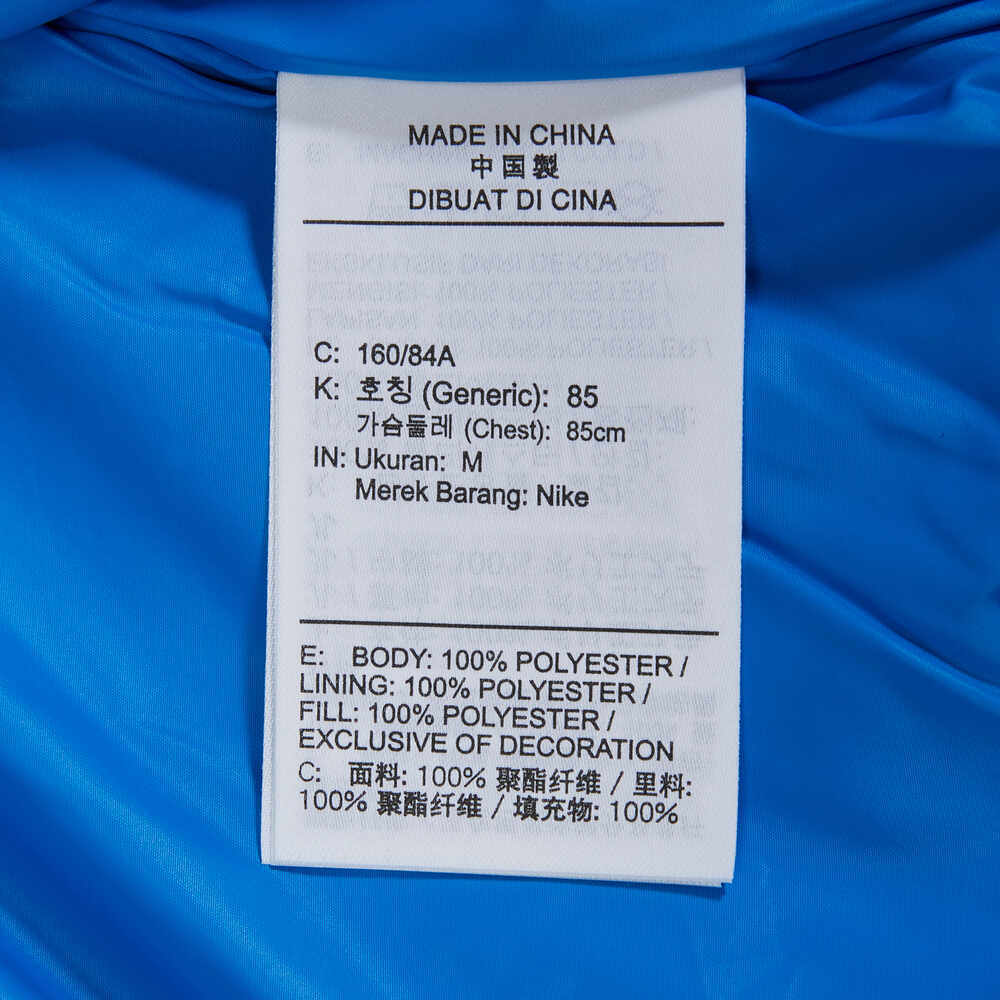 MADE IN CHINA
中国製
DIBUAT DI CINA
C: 160/84A
K: 호칭 (Generic): 85
가슴둘레 (Chest): 85cm
IN: Ukuran: M
Merek Barang: Nike
E: BODY: 100% POLYESTER /
LINING: 100% POLYESTER /
FILL: 100% POLYESTER /
EXCLUSIVE OF DECORATION
C: 面料: 100% 聚酯纤维 / 里料:
100% 聚酯纤维 / 填充物: 100%